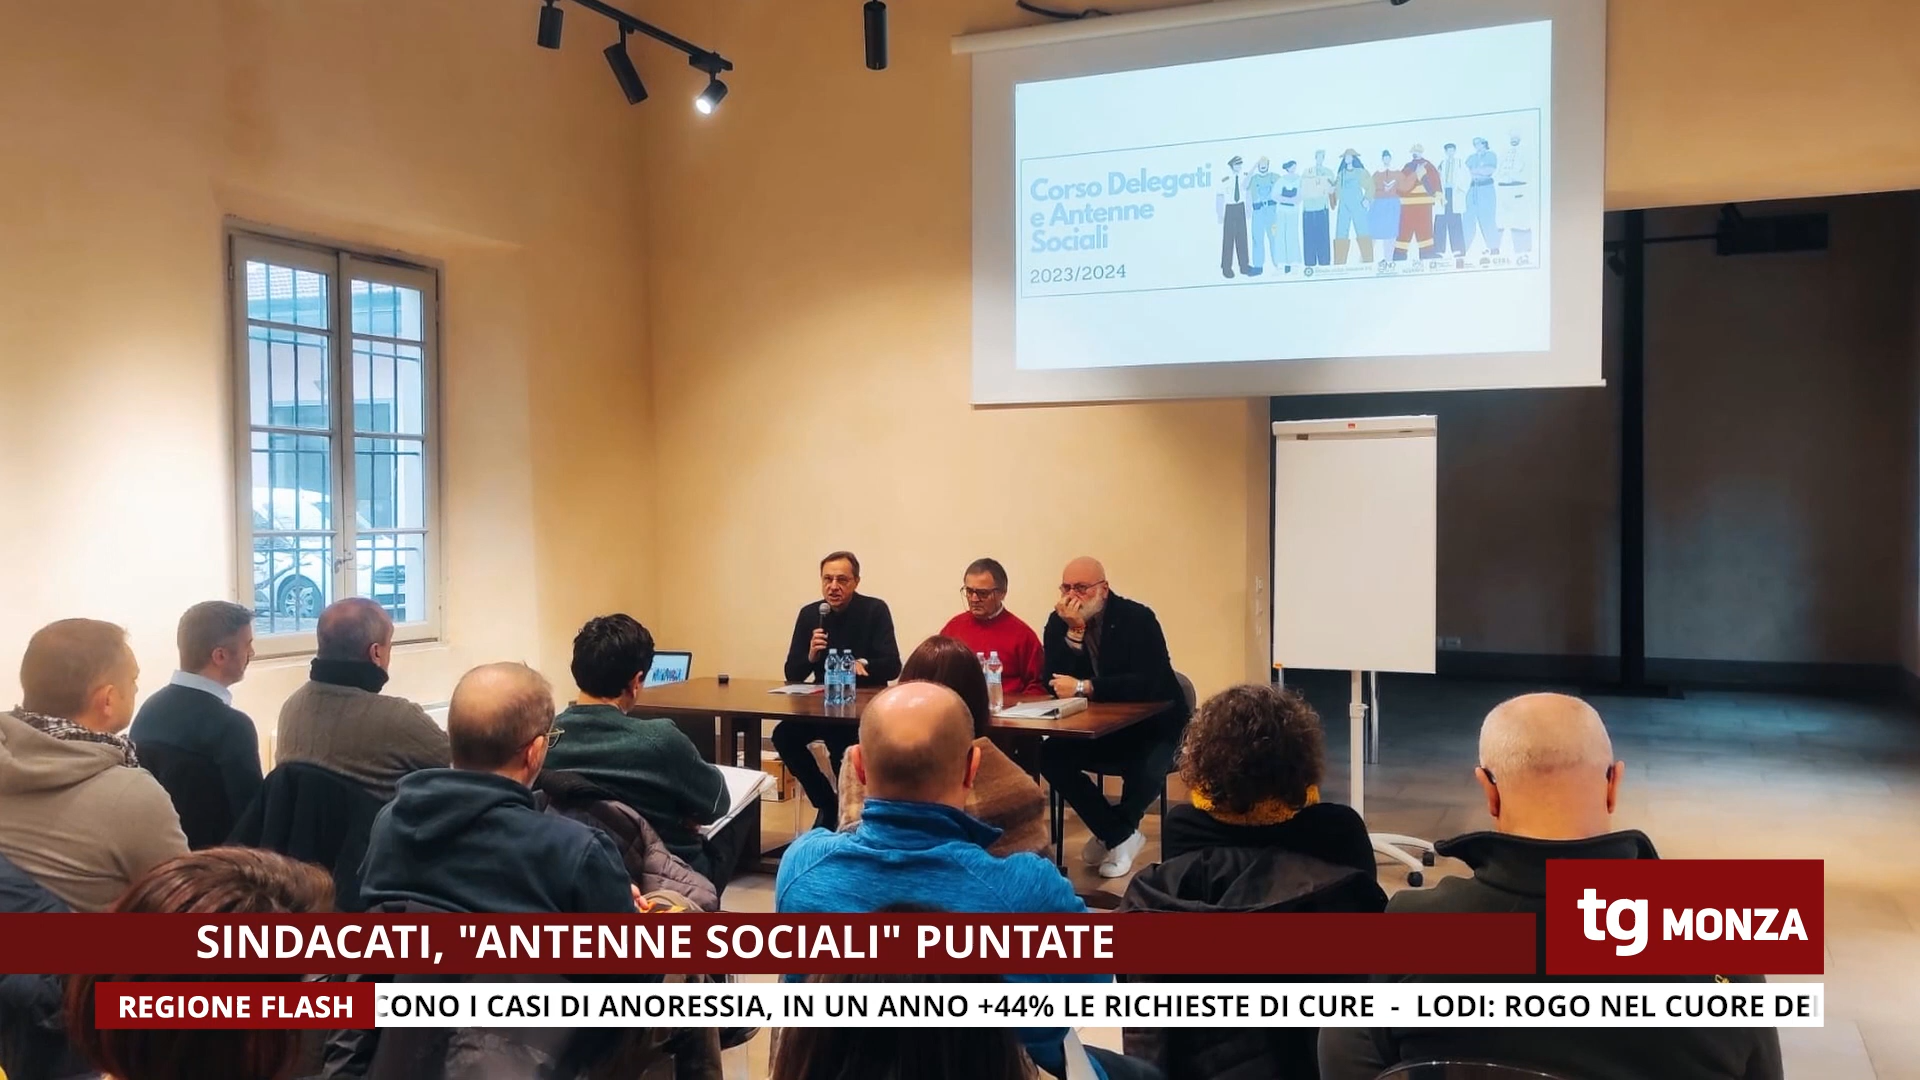 Corso Delegati
e Antenne
Sociali
2023/2024
tg MONZA
SINDACATI, "ANTENNE SOCIALI" PUNTATE
REGIONE FLASH
CONO I CASI DI ANORESSIA, IN UN ANNO +44% LE RICHIESTE DI CURE - LODI: ROGO NEL CUORE DE